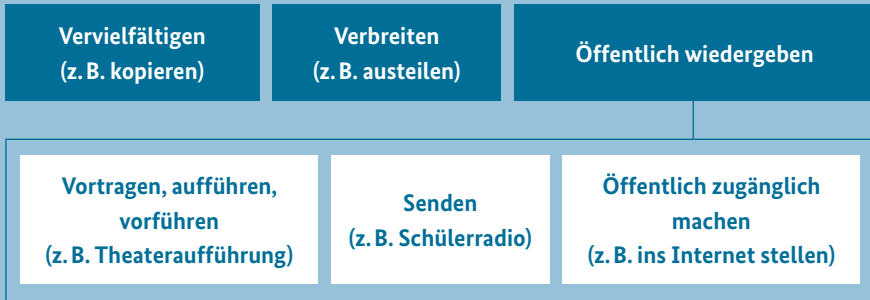 Vervielfältigen
(z. B. kopieren)
Verbreiten
(z. B. austeilen)
Öffentlich wiedergeben
Vortragen, aufführen,
vorführen
(z. B. Theateraufführung)
Senden
(z. B. Schülerradio)
Öffentlich zugänglich
machen
(z. B. ins Internet stellen)